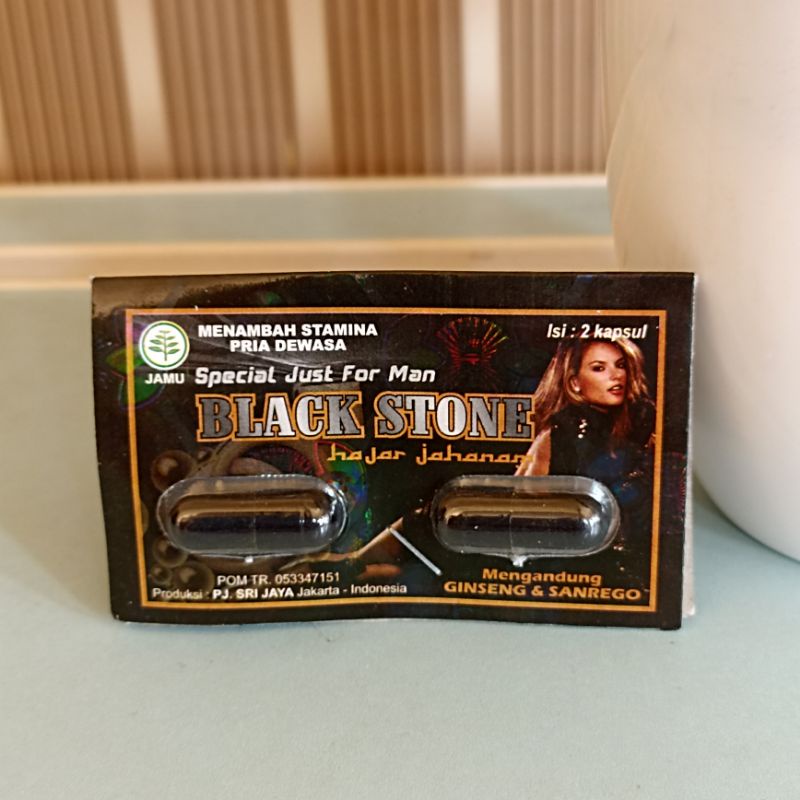 MENAMBAH STAMINA
PRIA DEWASA
Isi : 2 kapsul
JAMU
Special Just For Man
BLACK STONE
hajar jahanam
POM TR. 053347151
Produksi : PJ. SRI JAYA Jakarta - Indonesia
Mengandung
GINSENG & SANREGO